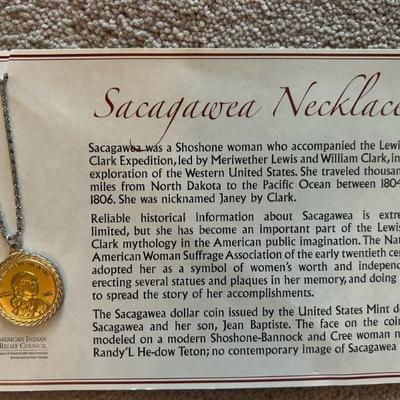 Sacagawea Necklace
Sacagawea was a Shoshone woman who accompanied the Lewi
Clark Expedition, led by Meriwether Lewis and William Clark, in
exploration of the Western United States. She traveled thousan
miles from North Dakota to the Pacific Ocean between 1804
1806. She was nicknamed Janey by Clark.
Reliable historical information about Sacagawea is extre
limited, but she has become an important part of the Lewis
Clark mythology in the American public imagination. The Nat
American Woman Suffrage Association of the early twentieth cen
adopted her as a symbol of women's worth and independ
erecting several statues and plaques in her memory, and doing
to spread the story of her accomplishments.
The Sacagawea dollar coin issued by the United States Mint de
Sacagawea and her son, Jean Baptiste. The face on the coin
modeled on a modern Shoshone-Bannock and Cree woman n
Randy'L He-dow Teton; no contemporary image of Sacagawea
MERICAN INDIAN
RELIEF COUNCIL